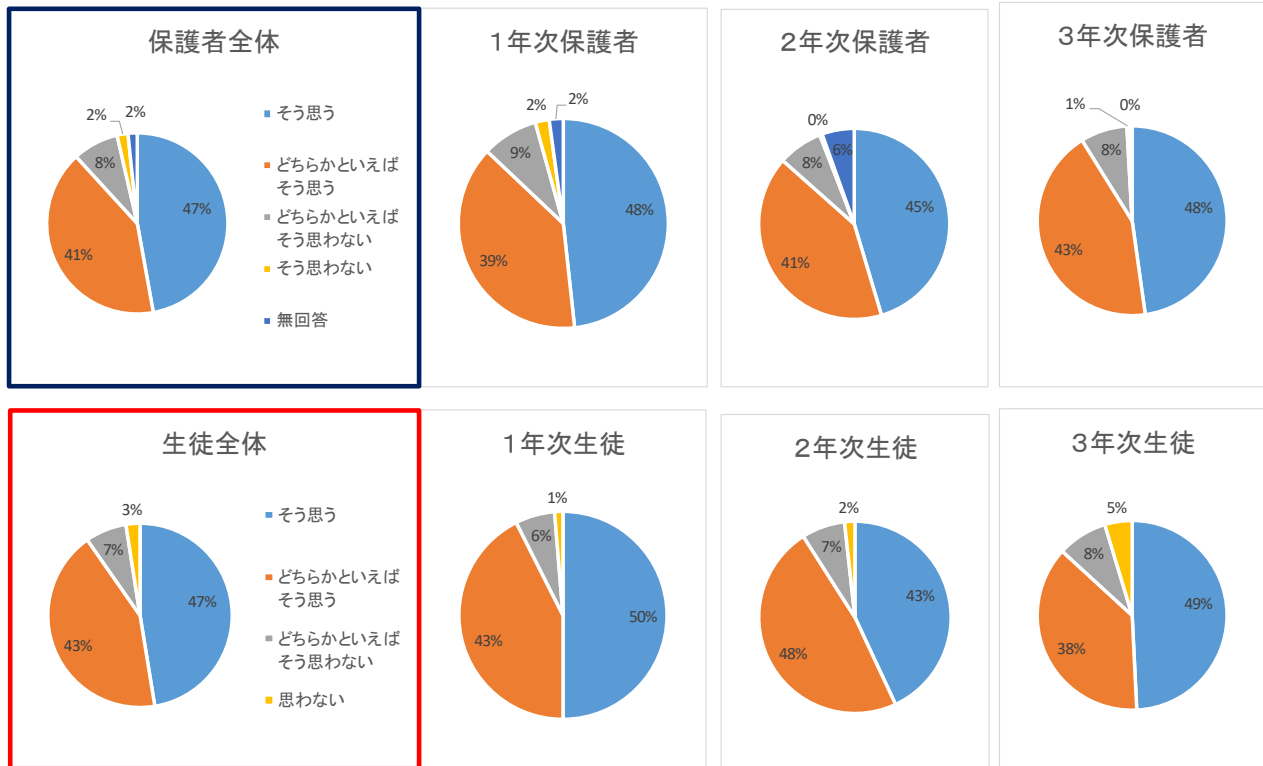 保護者全体
2%
2%
8%
47%
41%
そう思う
どちらかといえば
そう思う
どちらかといえば
そう思わない
そう思わない
無回答
1年次保護者
2%
2%
9%
48%
39%
2年次保護者
0%
6%
8%
45%
41%
3年次保護者
1%
0%
8%
48%
43%
生徒全体
3%
7%
47%
43%
そう思う
どちらかといえば
そう思う
どちらかといえば
そう思わない
思わない
1年次生徒
1%
6%
50%
43%
2年次生徒
2%
7%
43%
48%
3年次生徒
5%
8%
49%
38%